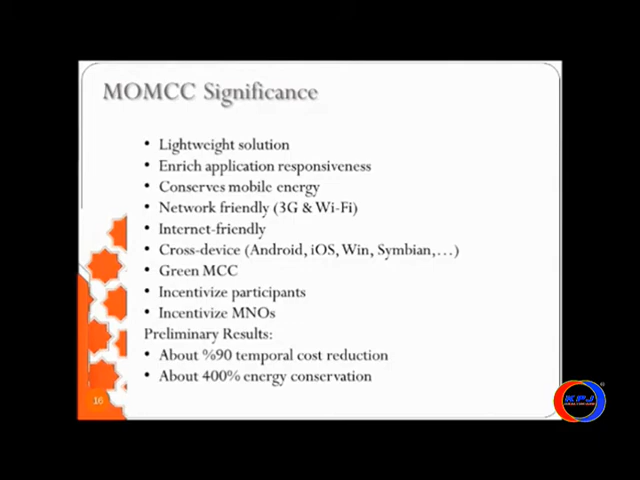 MOMCC Significance
• Lightweight solution
• Enrich application responsiveness
• Conserves mobile energy
• Network friendly (3G & Wi-Fi)
• Internet-friendly
• Cross-device (Android, iOS, Win, Symbian,…)
• Green MCC
• Incentivize participants
• Incentivize MNOs
Preliminary Results:
• About %90 temporal cost reduction
• About 400% energy conservation
16
KPJ